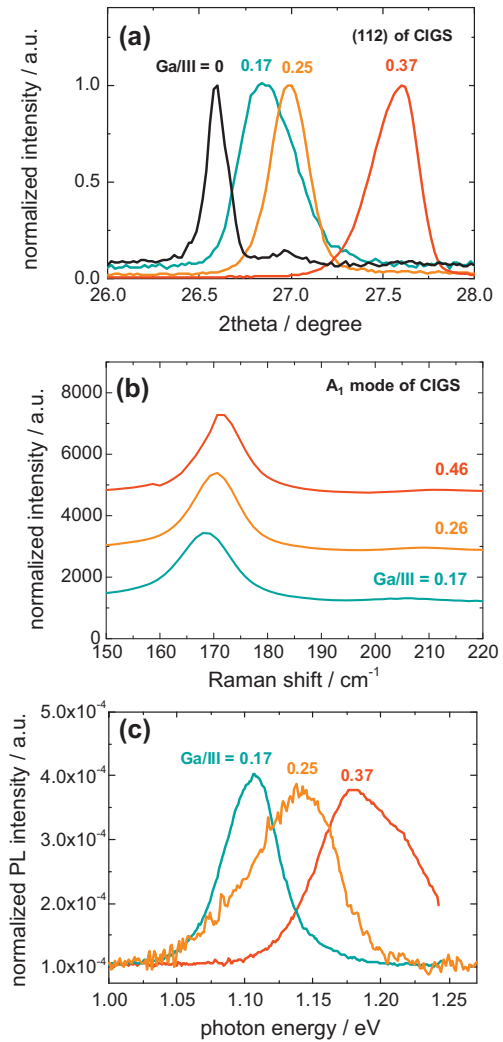 (a)
(112) of CIGS
Ga/III = 0 0.17 0.25 0.37
1.0
0.5
0.0
26.0 26.5 27.0 27.5 28.0
2theta / degree
normalized intensity / a.u.
(b)
A₁ mode of CIGS
8000
6000
4000
2000
0
0.46
0.26
Ga/III = 0.17
150 160 170 180 190 200 210 220
Raman shift / cm⁻¹
normalized intensity / a.u.
(c)
5.0x10⁻⁴
4.0x10⁻⁴
3.0x10⁻⁴
2.0x10⁻⁴
1.0x10⁻⁴
Ga/III = 0.17 0.25 0.37
1.00 1.05 1.10 1.15 1.20 1.25
photon energy / eV
normalized PL intensity / a.u.